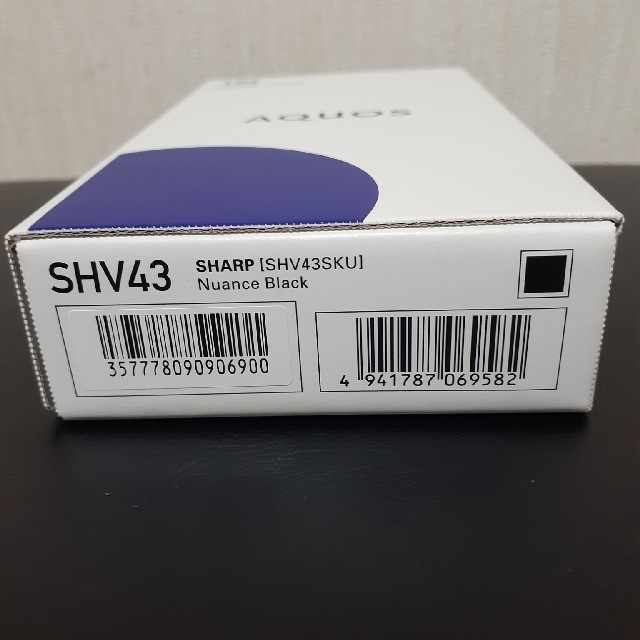 AQUOS
SHV43 SHARP [SHV43SKU]
Nuance Black
357778090906900
4 941787 069582